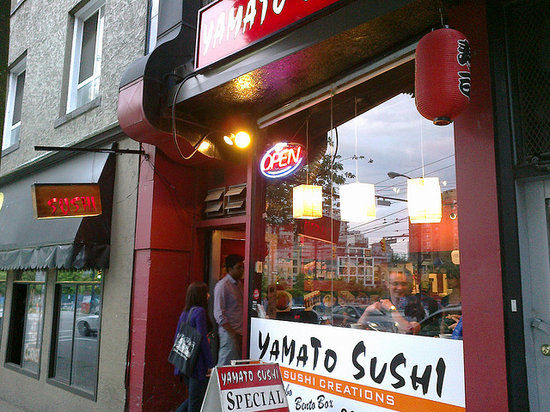 YAMATO
SUSHI
OPEN
YAMATO SUSHI
SUSHI CREATIONS
Bento Box
YAMATO SUSHI
SPECIAL